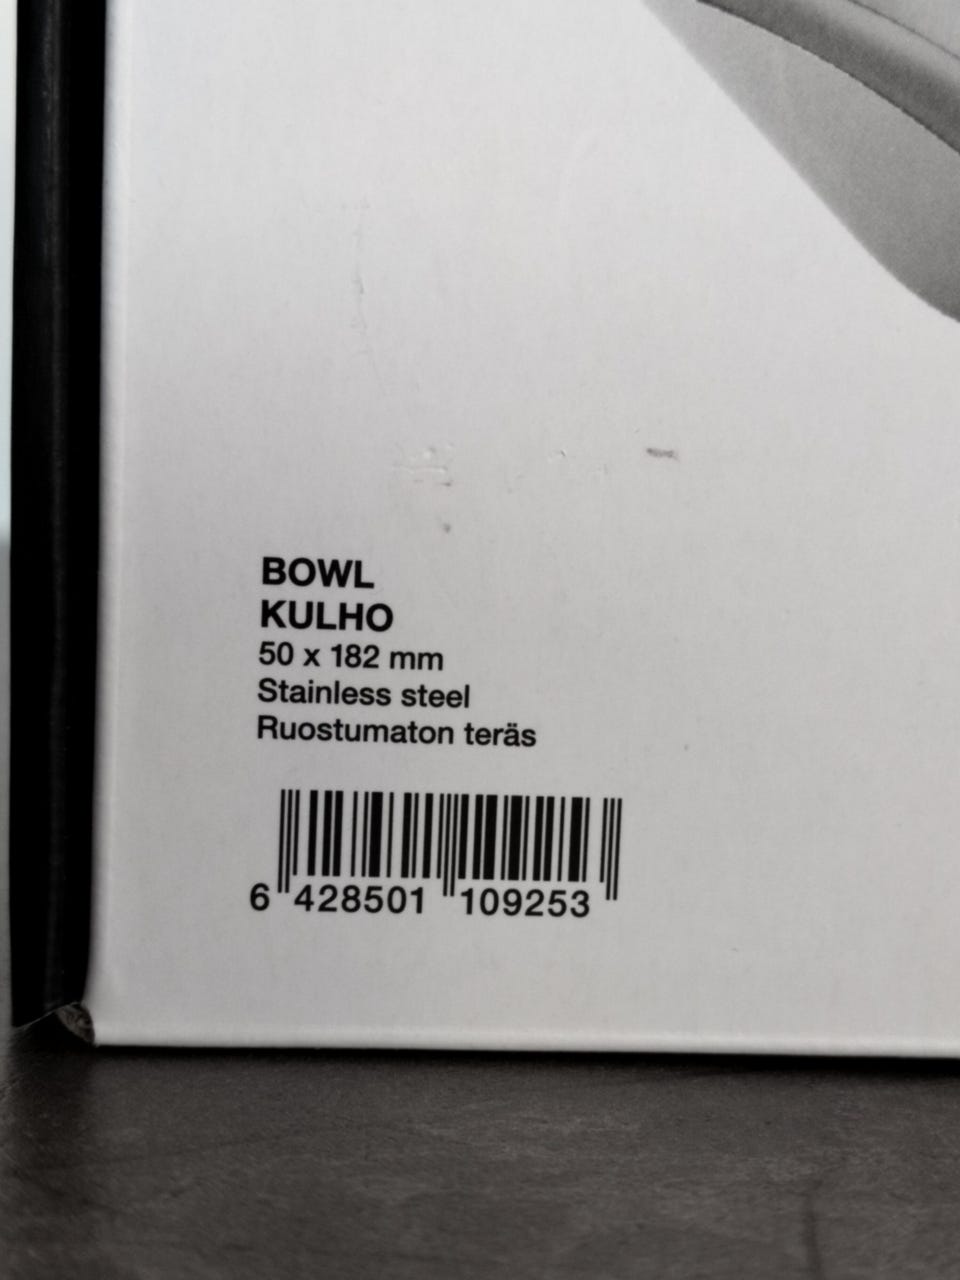 BOWL
KULHO
50 x 182 mm
Stainless steel
Ruostumaton teräs
6 428501 109253